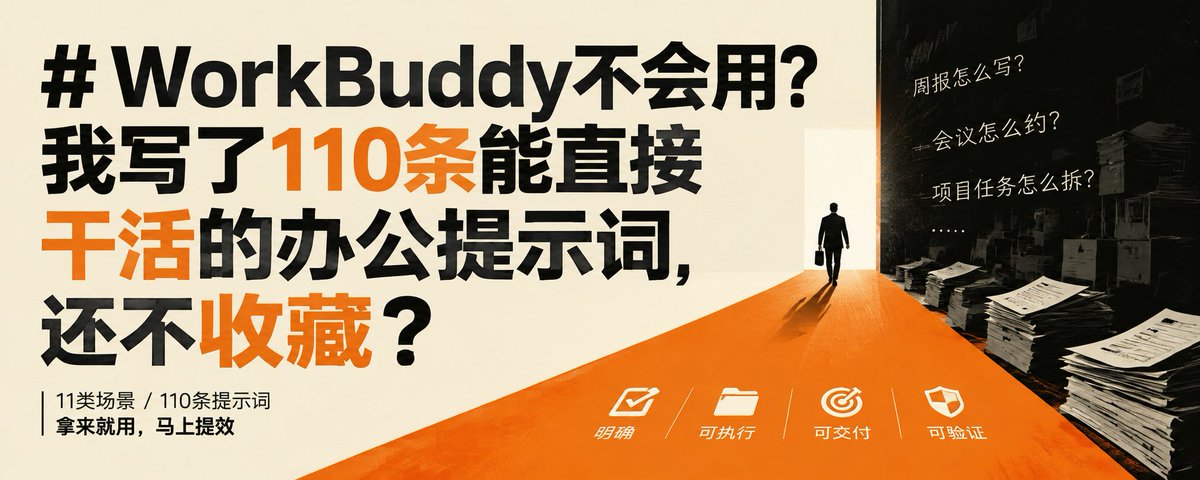 # WorkBuddy不会用?
我写了110条能直接
干活的办公提示词,
还不收藏?
11类场景 / 110条提示词
拿来就用，马上提效
周报怎么写?
会议怎么约?
项目任务怎么拆?
.....
明确
可执行
可交付
可验证